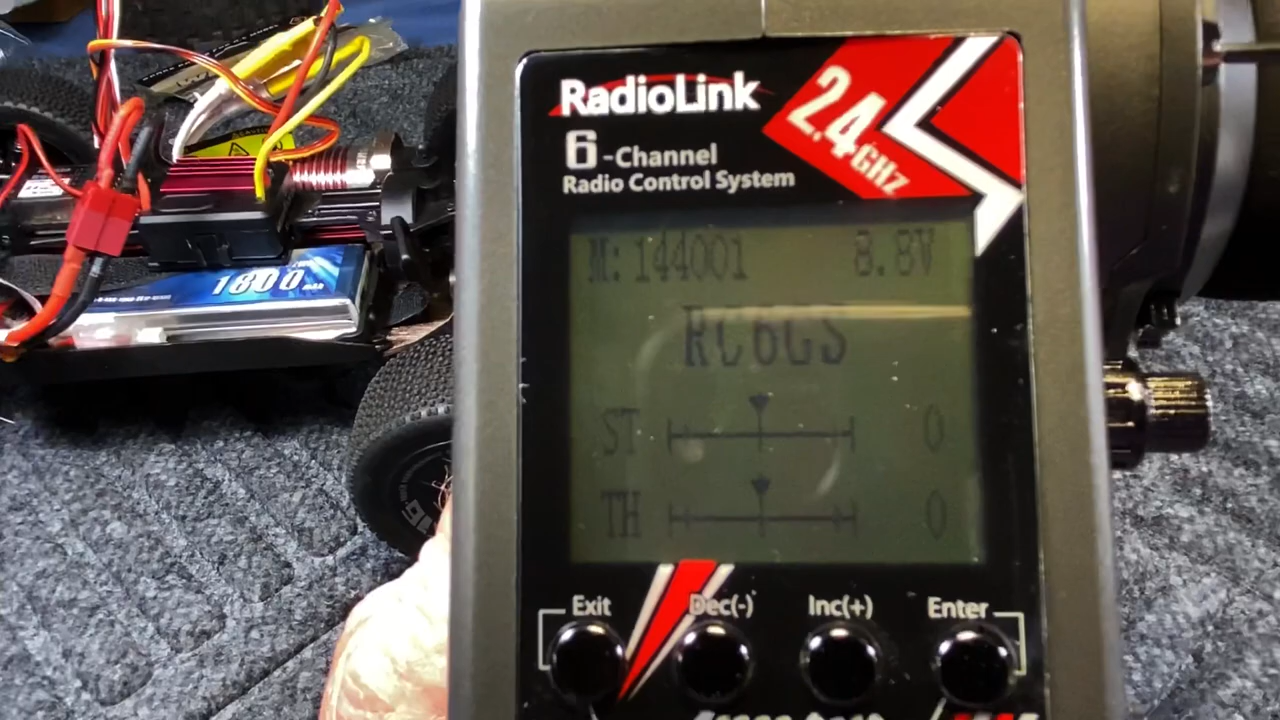 RadioLink
2.4GHz
6-Channel
Radio Control System
M: 144001 8.8V
RC6GS
ST 0
TH 0
Exit Dec(-) Inc(+) Enter
1800 mAh